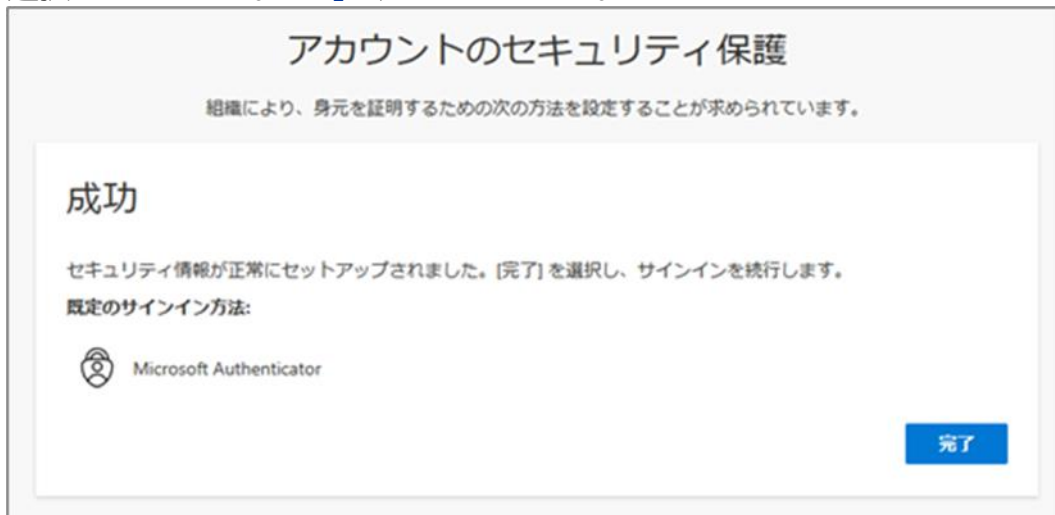 アカウントのセキュリティ保護
組織により、身元を証明するための次の方法を設定することが求められています。
成功
セキュリティ情報が正常にセットアップされました。[完了] を選択し、サインインを続行します。
既定のサインイン方法:
Microsoft Authenticator
完了